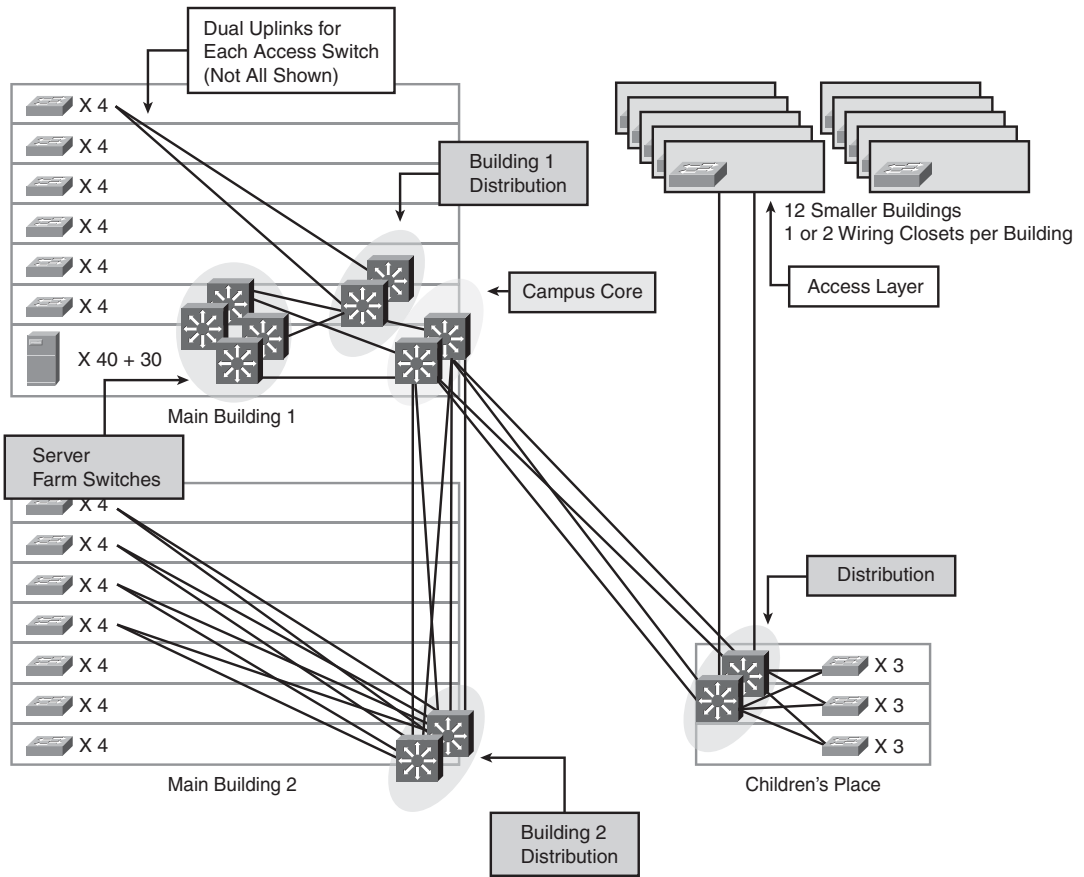 Dual Uplinks for
Each Access Switch
(Not All Shown)
X 4
X 4
X 4
X 4
X 4
X 4
X 40 + 30
Main Building 1
Building 1
Distribution
Campus Core
Server
Farm Switches
12 Smaller Buildings
1 or 2 Wiring Closets per Building
Access Layer
X 4
X 4
X 4
X 4
X 4
X 4
X 4
Main Building 2
Building 2
Distribution
Distribution
X 3
X 3
X 3
Children's Place